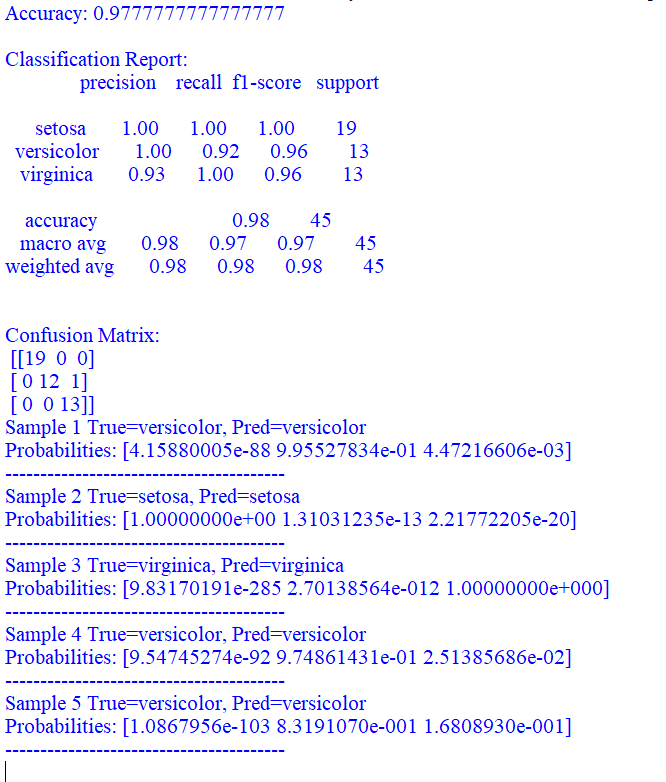 Accuracy: 0.9777777777777777
Classification Report:
precision recall f1-score support
setosa 1.00 1.00 1.00 19
versicolor 1.00 0.92 0.96 13
virginica 0.93 1.00 0.96 13
accuracy 0.98 45
macro avg 0.98 0.97 0.97 45
weighted avg 0.98 0.98 0.98 45
Confusion Matrix:
[[19 0 0]
[ 0 12 1]
[ 0 0 13]]
Sample 1 True=versicolor, Pred=versicolor
Probabilities: [4.15880005e-88 9.95527834e-01 4.47216606e-03]
----------------------------------------
Sample 2 True=setosa, Pred=setosa
Probabilities: [1.00000000e+00 1.31031235e-13 2.21772205e-20]
----------------------------------------
Sample 3 True=virginica, Pred=virginica
Probabilities: [9.83170191e-285 2.70138564e-012 1.00000000e+000]
----------------------------------------
Sample 4 True=versicolor, Pred=versicolor
Probabilities: [9.54745274e-92 9.74861431e-01 2.51385686e-02]
----------------------------------------
Sample 5 True=versicolor, Pred=versicolor
Probabilities: [1.0867956e-103 8.3191070e-001 1.6808930e-001]
----------------------------------------